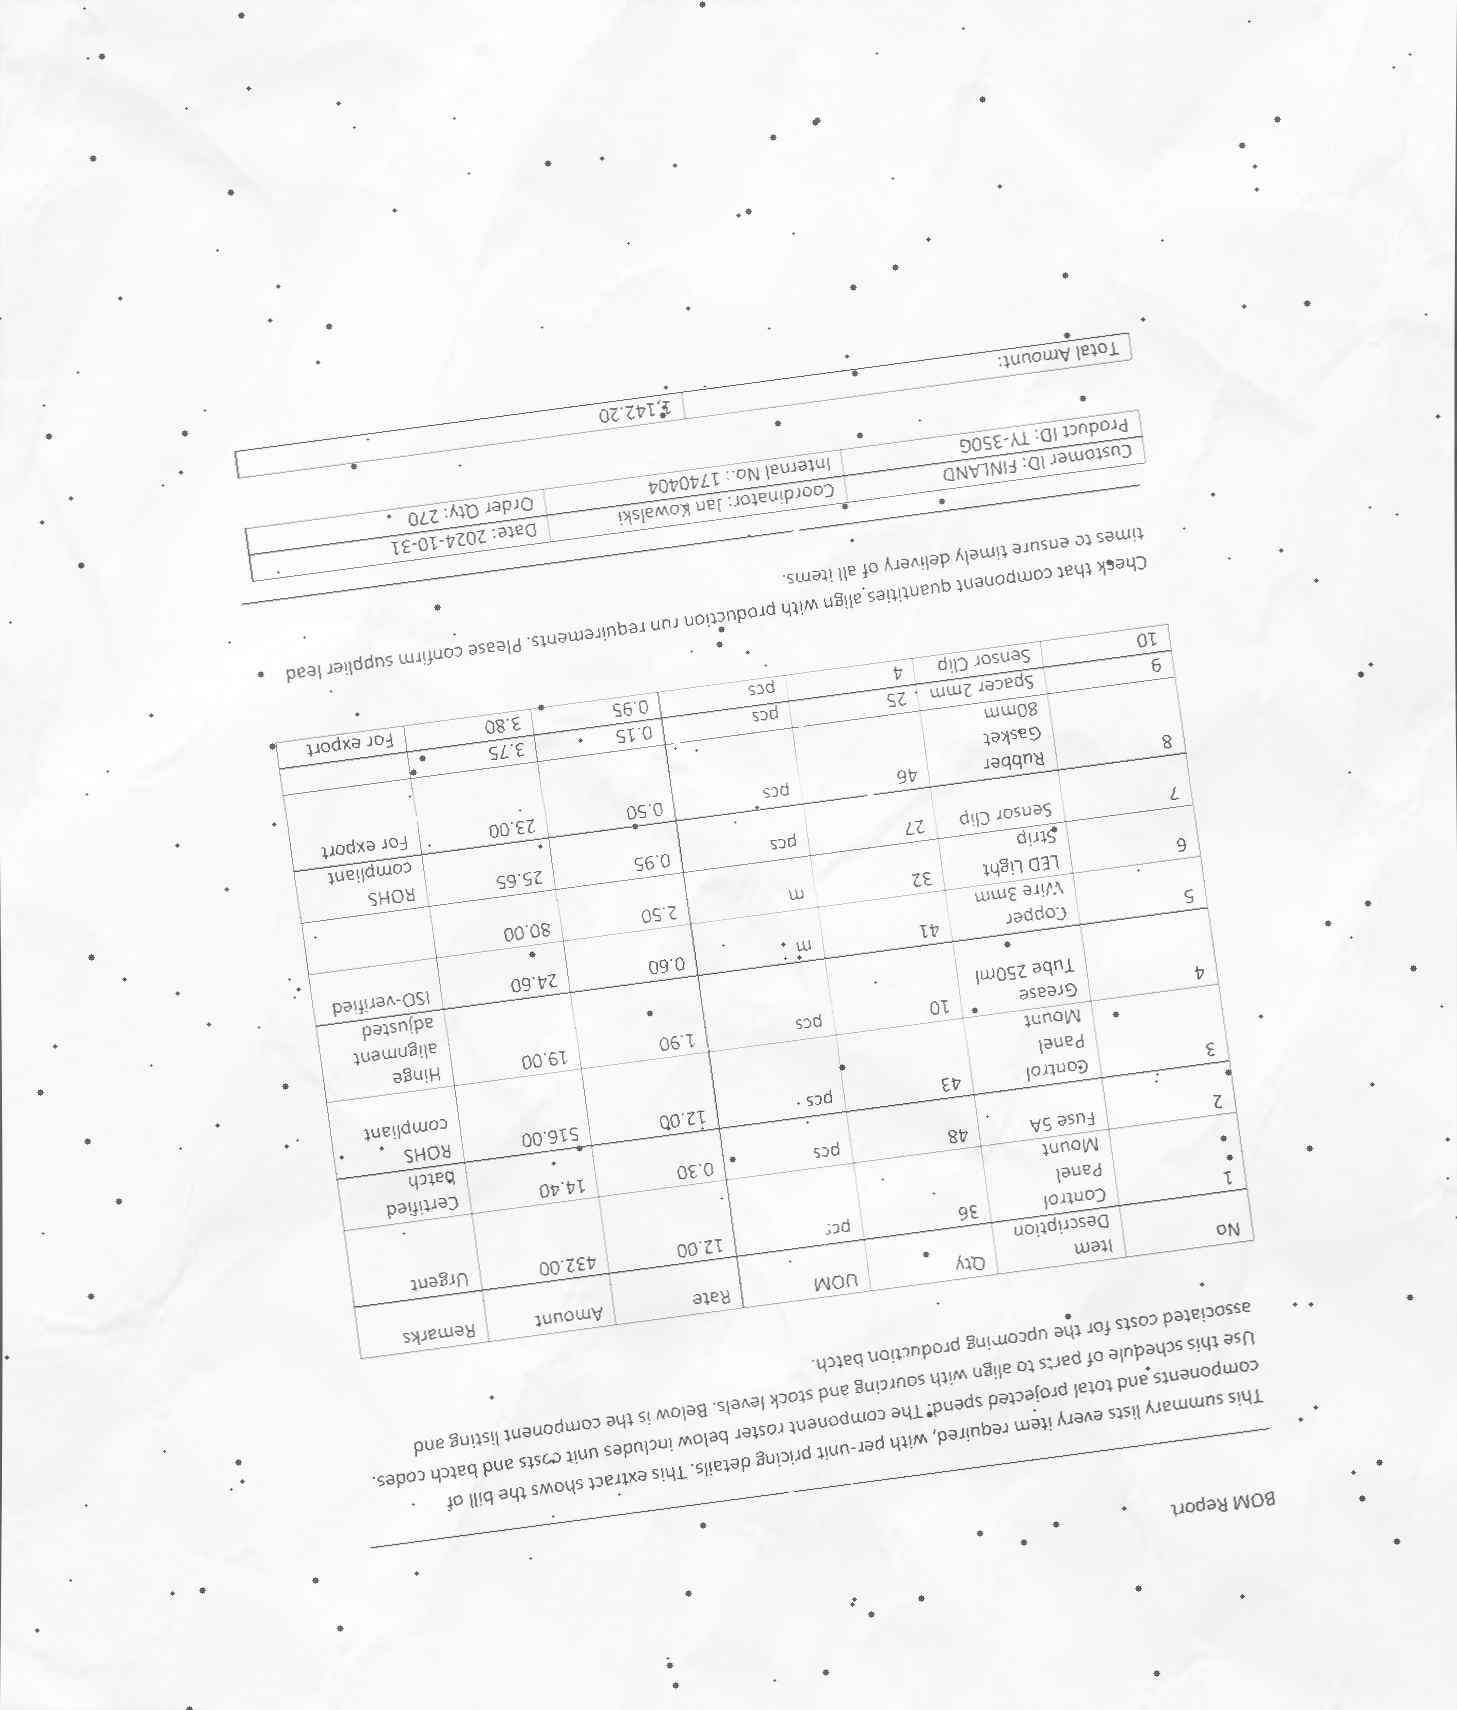 BOM Report
This summary lists every item required, with per-unit pricing details. This extract shows the bill of
components and total projected spend. The component roster below includes unit costs and batch codes.
Use this schedule of parts to align with sourcing and stock levels. Below is the component listing and
associated costs for the upcoming production batch.
No Item Qty UOM Rate Amount Remarks
Description
1 Control 36 pcs 12.00 432.00 Urgent
Panel
Mount
2 Fuse 5A 48 pcs 0.30 14.40 Certified
batch
3 Control 43 pcs 12.00 516.00 ROHS
Panel compliant
Mount
4 Grease 10 pcs 1.90 19.00 Hinge
Tube 250ml alignment
adjusted
5 Copper 41 m 0.60 24.60 ISO-verified
Wire 3mm
6 LED Light 32 m 2.50 80.00
Strip
7 Sensor Clip 27 pcs 0.95 25.65 ROHS
compliant
8 Rubber 46 pcs 0.50 23.00 For export
Gasket
80mm
9 Spacer 2mm 25 pcs 0.15 3.75
10 Sensor Clip 4 pcs 0.95 3.80 For export
Check that component quantities align with production run requirements. Please confirm supplier lead
times to ensure timely delivery of all items.
Customer ID: FINLAND Coordinator: Jan Kowalski Date: 2024-10-31
Product ID: TY-350G Internal No.: 1740404 Order Qty: 270
Total Amount: 1,142.20